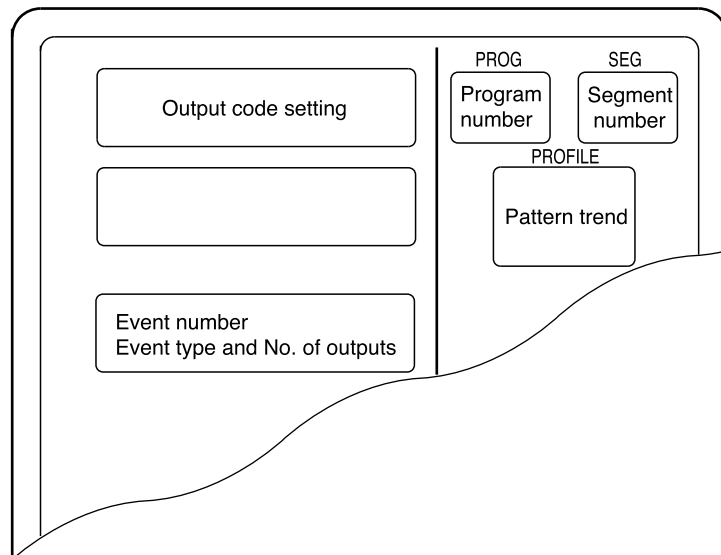 Output code setting
Event number
Event type and No. of outputs
PROG
SEG
Program
number
Segment
number
PROFILE
Pattern trend